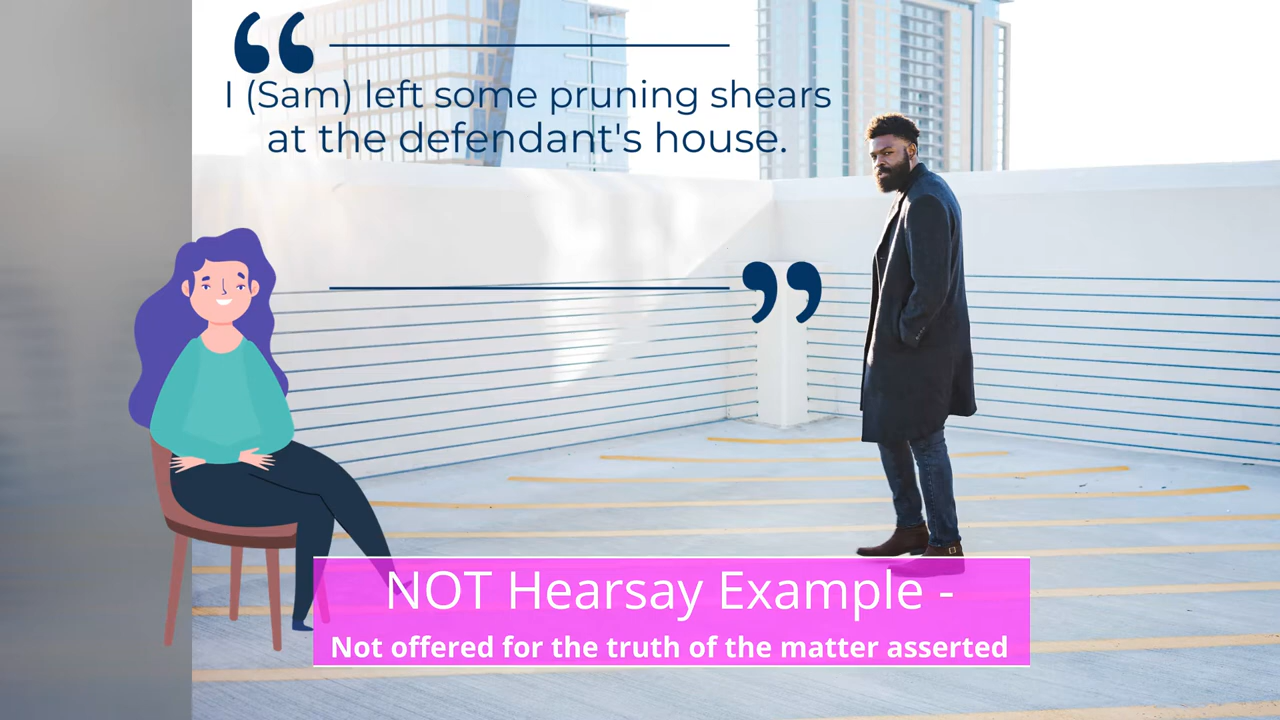 “
I (Sam) left some pruning shears
at the defendant's house.
”
NOT Hearsay Example -
Not offered for the truth of the matter asserted